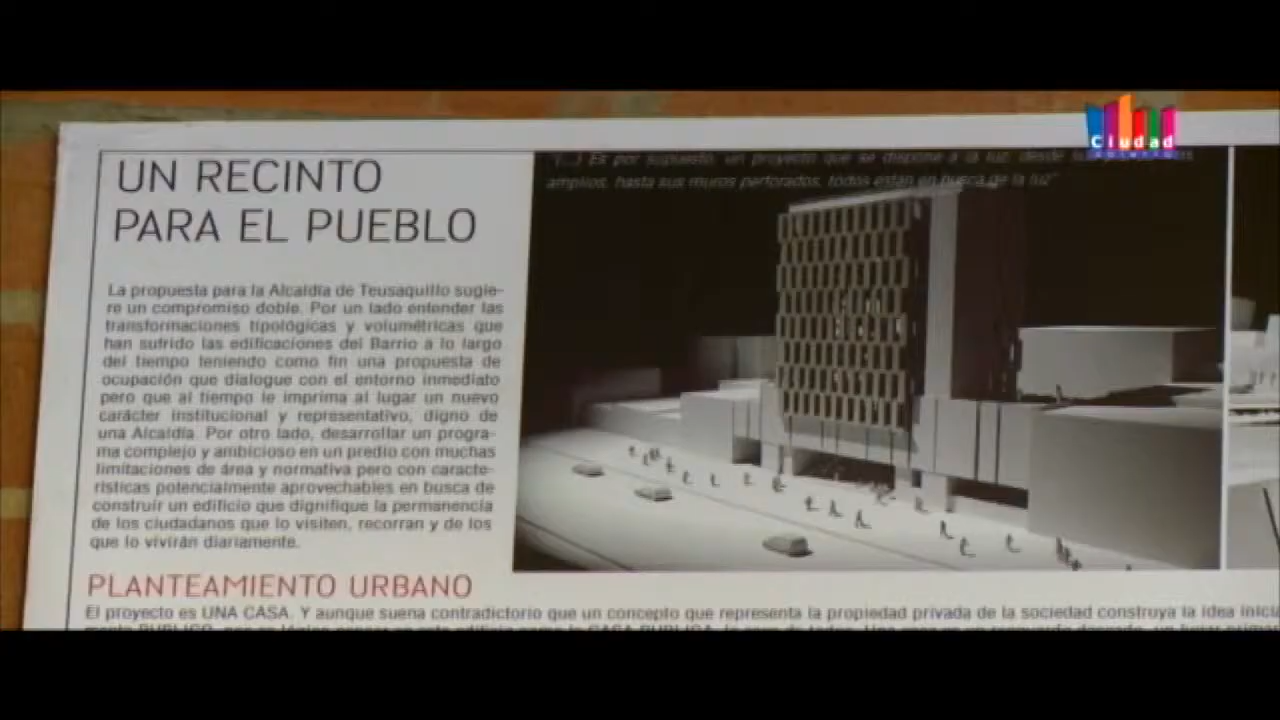 UN RECINTO
PARA EL PUEBLO
La propuesta para la Alcaldía de Teusaquillo sugie-
re un compromiso doble. Por un lado entender las
transformaciones tipológicas y volumétricas que
han sufrido las edificaciones del Barrio a lo largo
del tiempo teniendo como fin una propuesta de
ocupación que dialogue con el entorno inmediato
pero que al tiempo le imprima al lugar un nuevo
carácter institucional y representativo, digno de
una Alcaldía. Por otro lado, desarrollar un progra-
ma complejo y ambicioso en un predio con muchas
limitaciones de área y normativa pero con caracte-
rísticas potencialmente aprovechables en busca de
construir un edificio que dignifique la permanencia
de los ciudadanos que lo visiten, recorran y de los
que lo vivirán diariamente.
"(...) Es por supuesto, un proyecto que se dispone a la luz, desde
amplios, hasta sus muros perforados, todos están en busca de la luz"
Ciudad
PLANTEAMIENTO URBANO
El proyecto es UNA CASA. Y aunque suena contradictorio que un concepto que representa la propiedad privada de la sociedad construya la idea